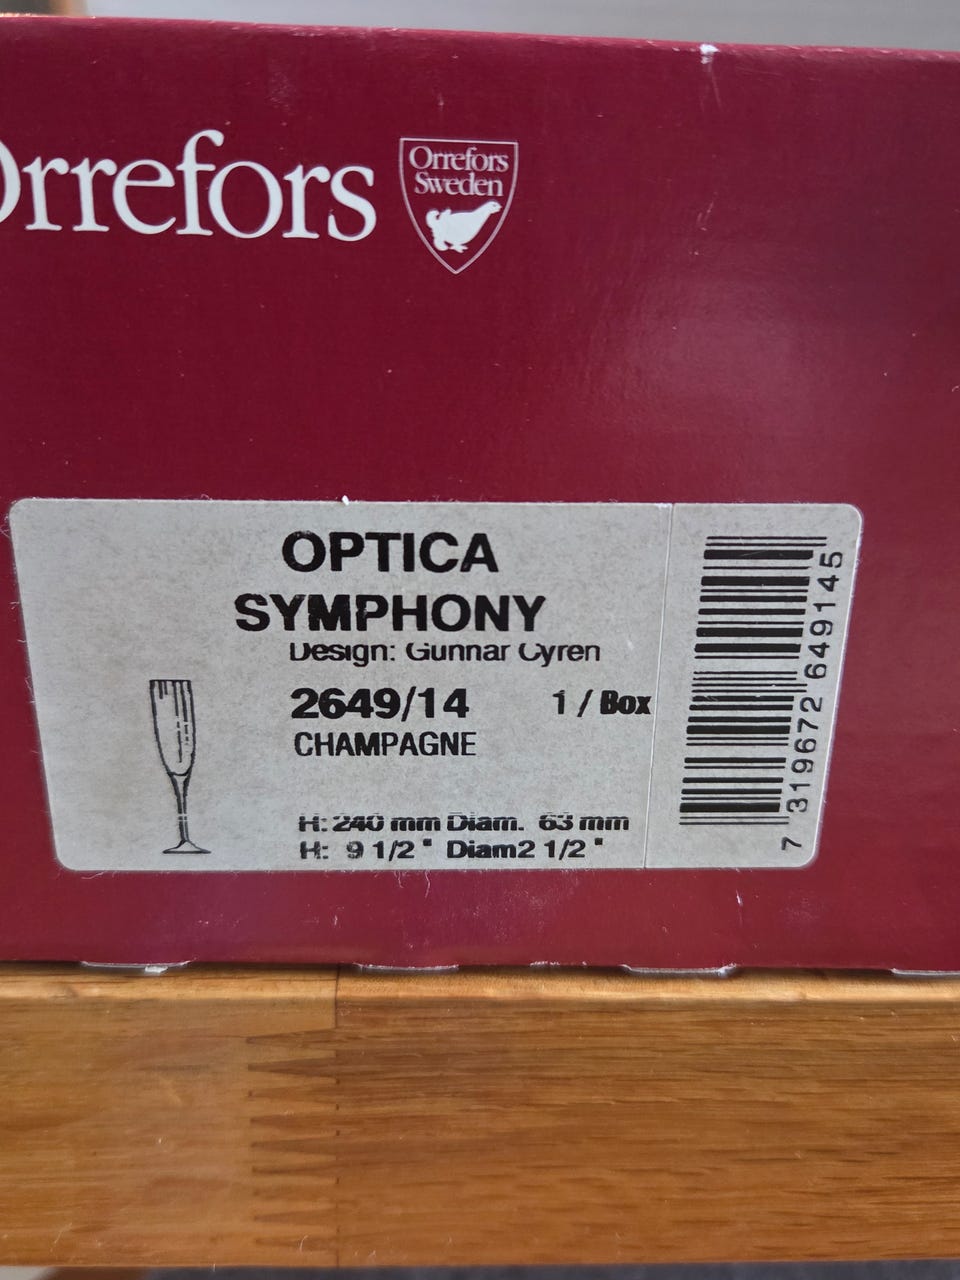 Orrefors
Orrefors
Sweden
OPTICA
SYMPHONY
Design: Gunnar Cyren
2649/14 1 / Box
CHAMPAGNE
H: 240 mm Diam. 63 mm
H: 9 1/2" Diam2 1/2"
7 319672 649145